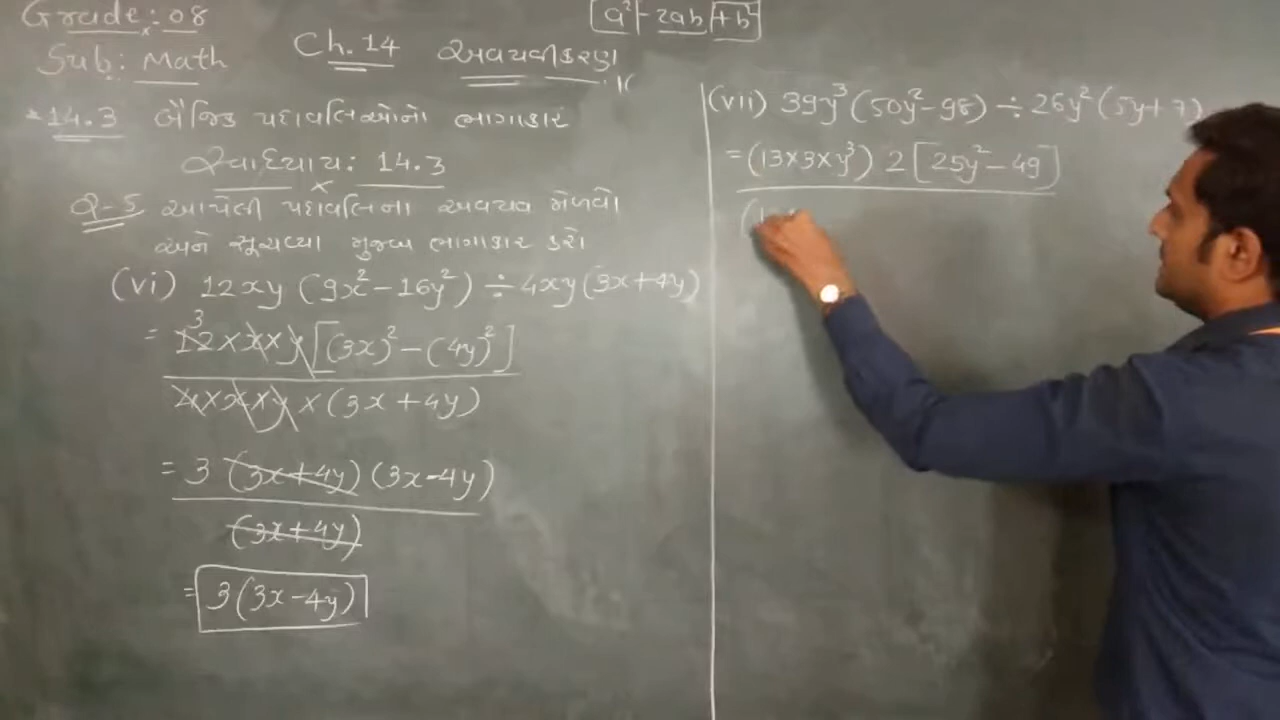 Grade: 08
Sub: Math
Ch. 14 અવયવીકરણ
a² - 2ab + b²
* 14.3 બૈજિક પદાવલિઓનો ભાગાકાર
સ્વાધ્યાય: 14.3
Q-5 આપેલી પદાવલિના અવયવ મેળવો
અને સૂચવ્યા મુજબ ભાગાકાર કરો
(vi) 12xy (9x² - 16y²) ÷ 4xy (3x + 4y)
3
= 12 × x × y [(3x)² - (4y)²]
4 × x × y × (3x + 4y)
= 3 (3x + 4y) (3x - 4y)
(3x + 4y)
= 3(3x - 4y)
(vii) 39y³ (50y² - 98) ÷ 26y² (5y + 7)
= (13 × 3 × y³) 2 [25y² - 49]
(1